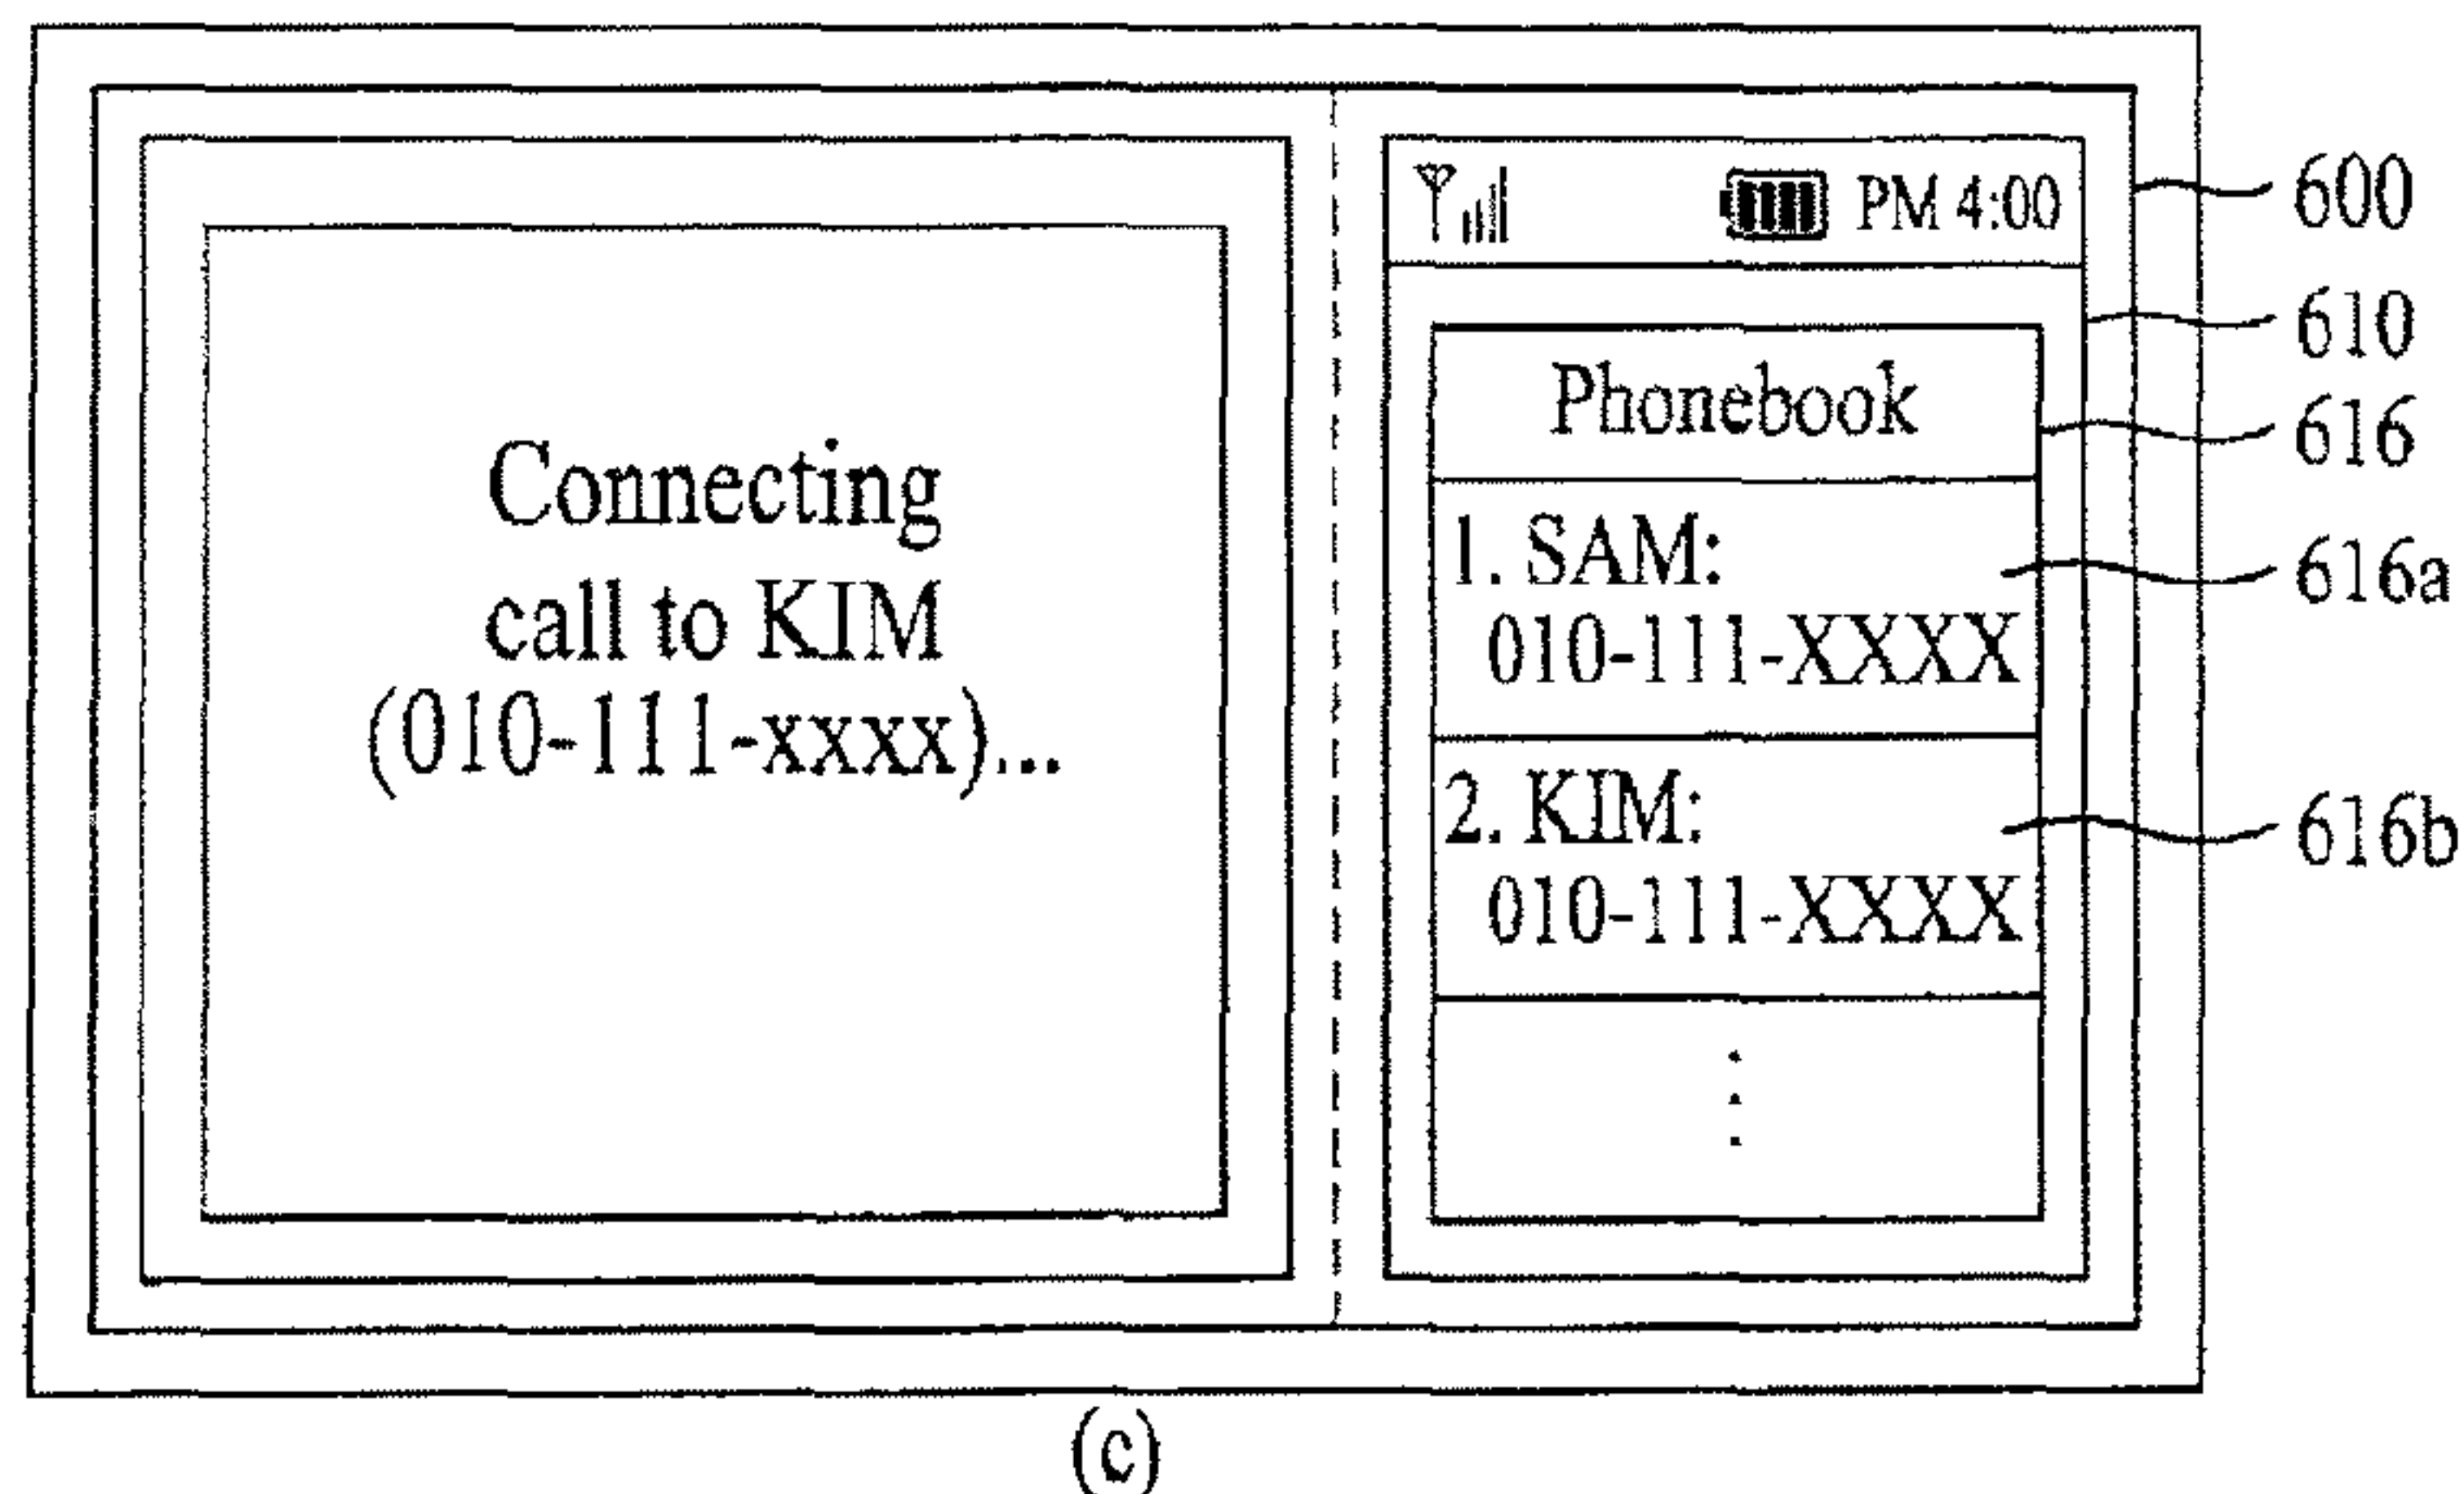 Connecting
call to KIM
(010-111-xxxx)...
PM 4:00
Phonebook
1. SAM:
010-111-XXXX
2. KIM:
010-111-XXXX
600
610
616
616a
616b
(c)